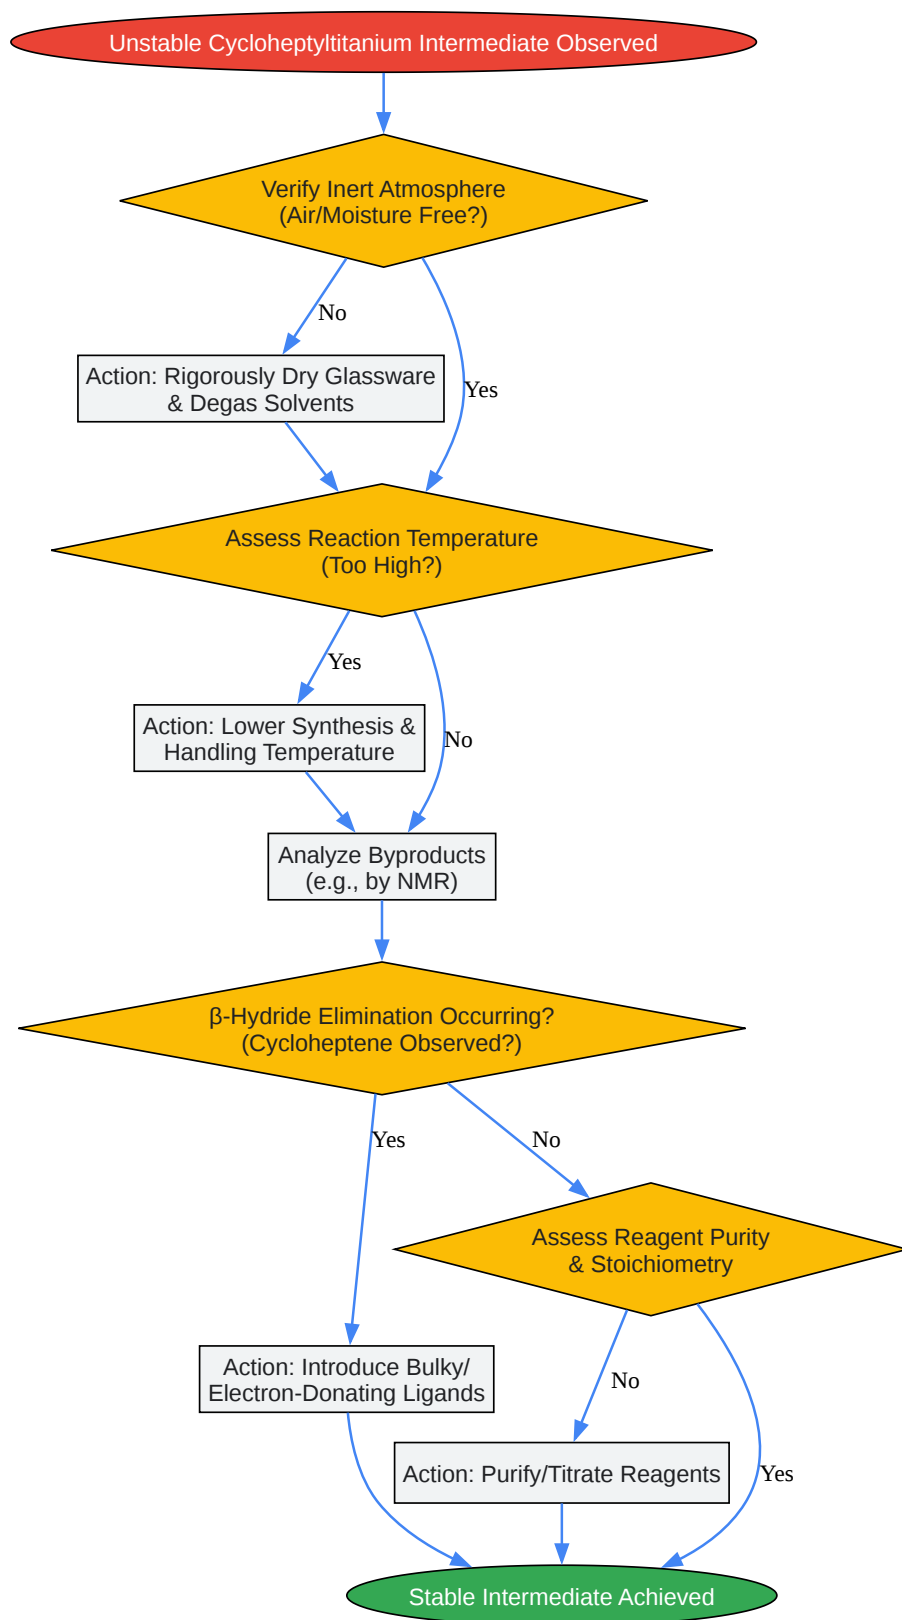 Unstable Cycloheptyltitanium Intermediate Observed
Verify Inert Atmosphere
(Air/Moisture Free?)
No
Action: Rigorously Dry Glassware
& Degas Solvents
Yes
Assess Reaction Temperature
(Too High?)
Yes
Action: Lower Synthesis &
Handling Temperature
No
Analyze Byproducts
(e.g., by NMR)
β-Hydride Elimination Occurring?
(Cycloheptene Observed?)
Yes
No
Assess Reagent Purity
& Stoichiometry
Action: Introduce Bulky/
Electron-Donating Ligands
No
Action: Purify/Titrate Reagents
Yes
Stable Intermediate Achieved